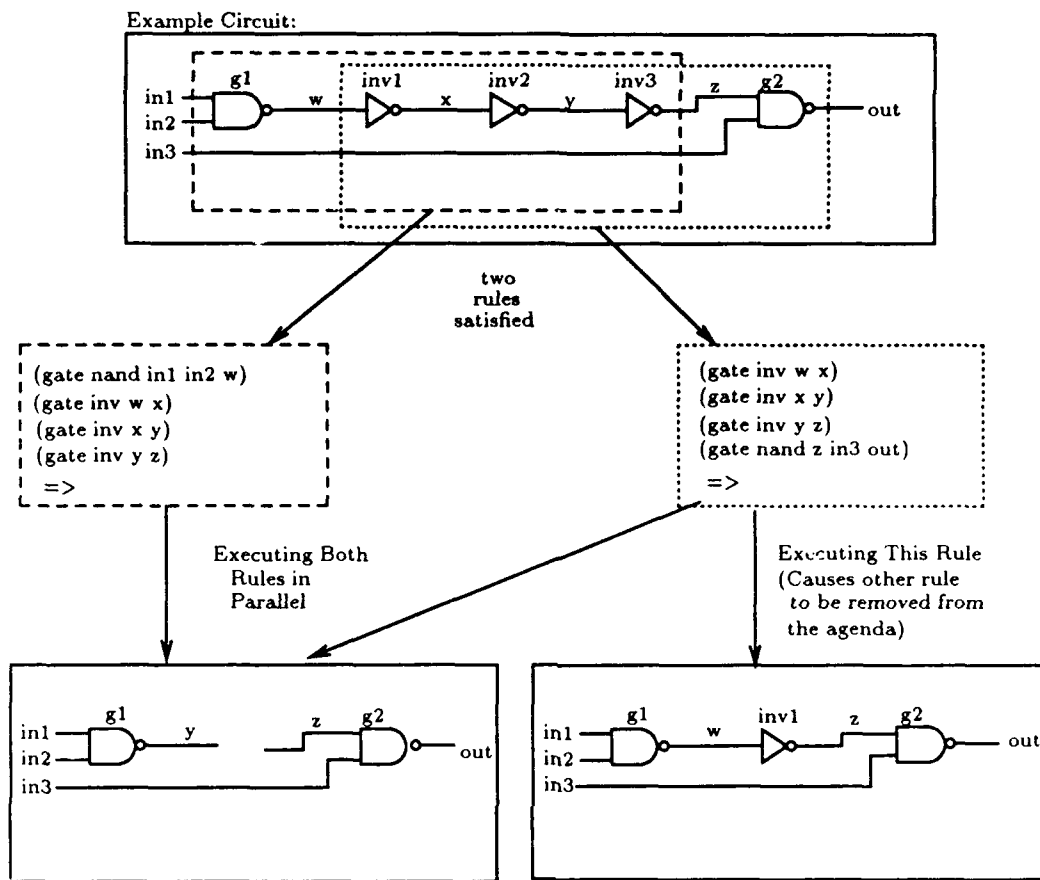 Example Circuit:
g1 inv1 inv2 inv3 g2
in1 w x y z out
in2
in3
two
rules
satisfied
(gate nand in1 in2 w)
(gate inv w x)
(gate inv x y)
(gate inv y z)
=>
(gate inv w x)
(gate inv x y)
(gate inv y z)
(gate nand z in3 out)
=>
Executing Both
Rules in
Parallel
Executing This Rule
(Causes other rule
to be removed from
the agenda)
g1 y z g2
in1
in2 out
in3
g1 w inv1 z g2
in1
in2 out
in3